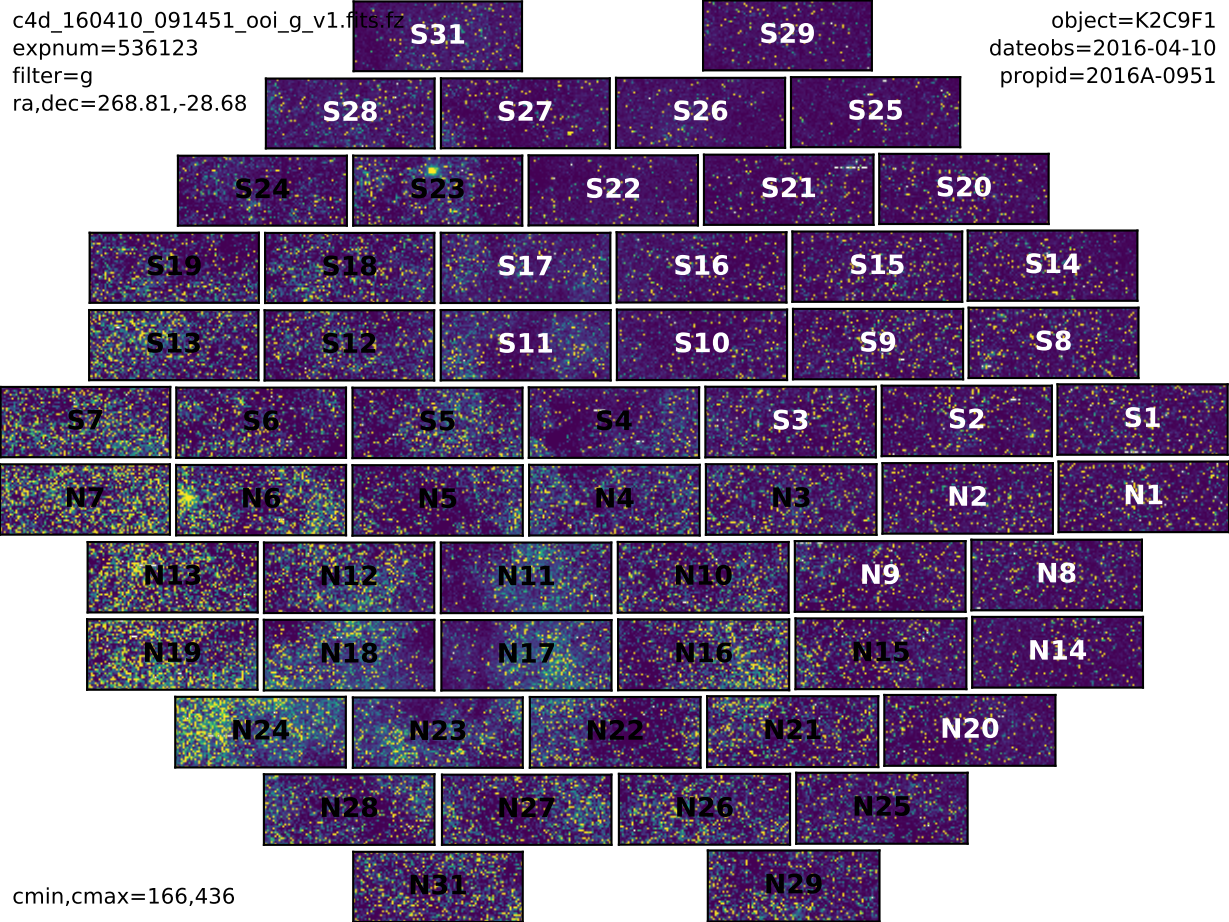 c4d_160410_091451_ooi_g_v1.fits.fz
expnum=536123
filter=g
ra,dec=268.81,-28.68
object=K2C9F1
dateobs=2016-04-10
propid=2016A-0951
S31 S29
S28 S27 S26 S25
S24 S23 S22 S21 S20
S19 S18 S17 S16 S15 S14
S13 S12 S11 S10 S9 S8
S7 S6 S5 S4 S3 S2 S1
N7 N6 N5 N4 N3 N2 N1
N13 N12 N11 N10 N9 N8
N19 N18 N17 N16 N15 N14
N24 N23 N22 N21 N20
N28 N27 N26 N25
N31 N29
cmin,cmax=166,436